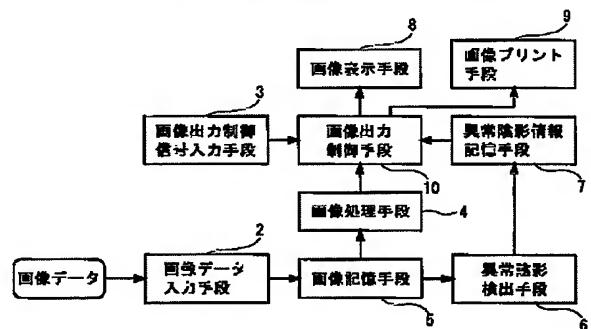 8
画像表示手段
9
画像プリント
手段
3
画像出力制御
信号入力手段
画像出力
制御手段
10
異常陰影情報
記憶手段
7
画像処理手段
4
画像データ
2
画像データ
入力手段
画像記憶手段
5
異常陰影
検出手段
6